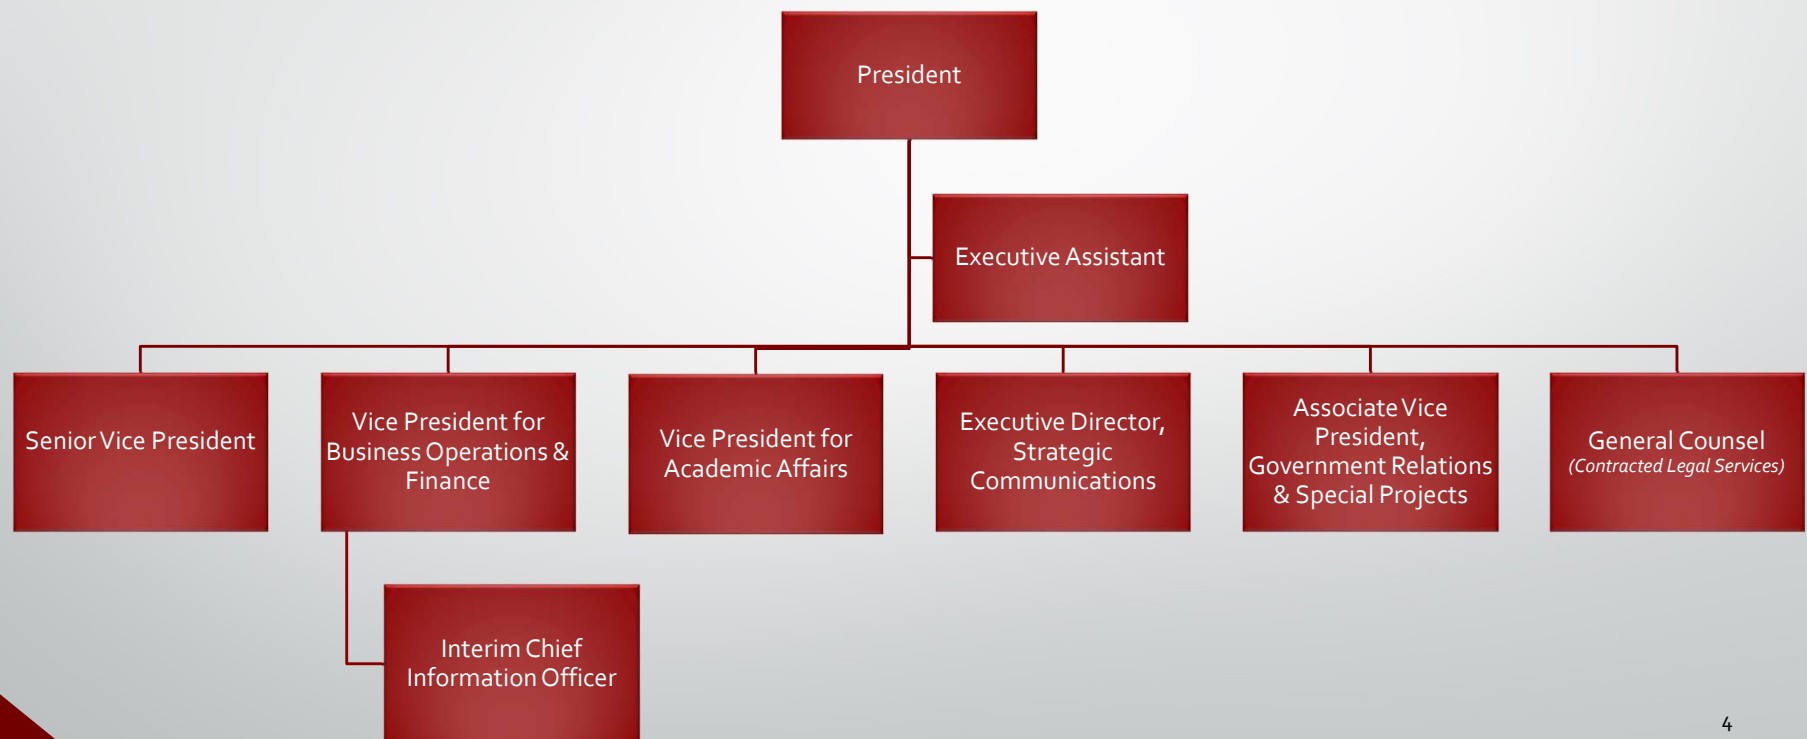 President
Executive Assistant
Senior Vice President
Vice President for
Business Operations &
Finance
Vice President for
Academic Affairs
Executive Director,
Strategic
Communications
Associate Vice
President,
Government Relations
& Special Projects
General Counsel
(Contracted Legal Services)
Interim Chief
Information Officer
4